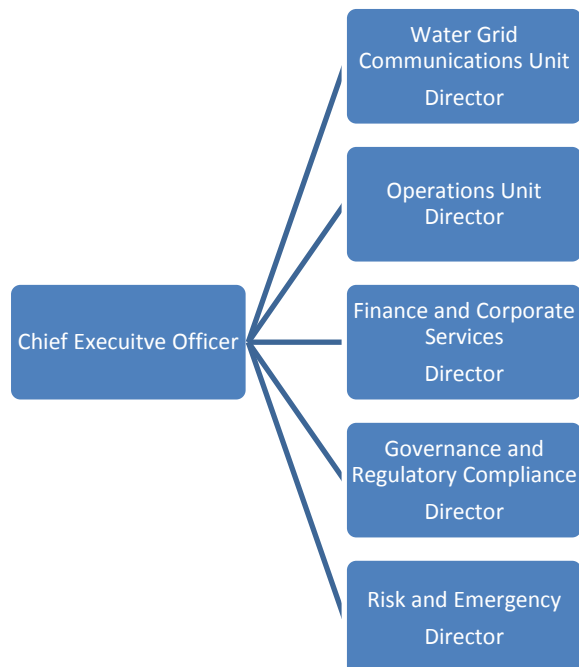 Water Grid
Communications Unit
Director
Operations Unit
Director
Chief Execuitve Officer
Finance and Corporate
Services
Director
Governance and
Regulatory Compliance
Director
Risk and Emergency
Director